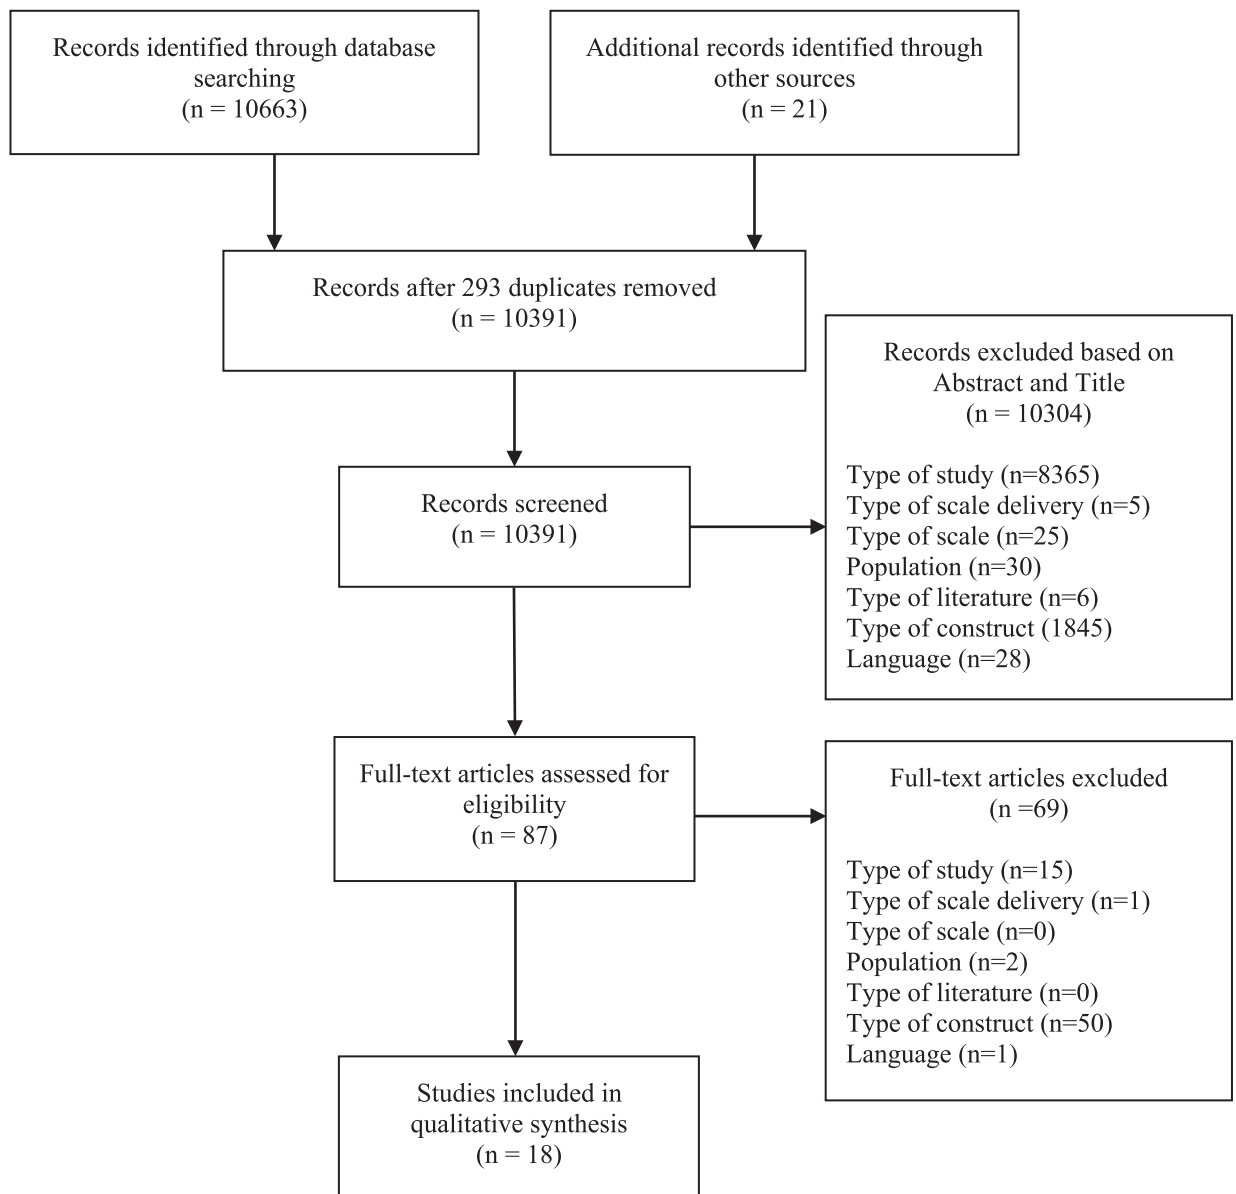 Records identified through database
searching
(n = 10663)
Additional records identified through
other sources
(n = 21)
Records after 293 duplicates removed
(n = 10391)
Records excluded based on
Abstract and Title
(n = 10304)
Type of study (n=8365)
Type of scale delivery (n=5)
Type of scale (n=25)
Population (n=30)
Type of literature (n=6)
Type of construct (1845)
Language (n=28)
Records screened
(n = 10391)
Full-text articles assessed for
eligibility
(n = 87)
Full-text articles excluded
(n =69)
Type of study (n=15)
Type of scale delivery (n=1)
Type of scale (n=0)
Population (n=2)
Type of literature (n=0)
Type of construct (n=50)
Language (n=1)
Studies included in
qualitative synthesis
(n = 18)